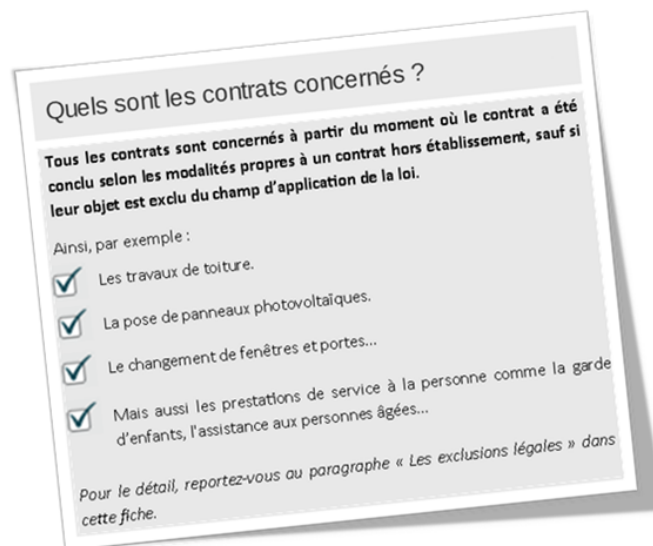 Quels sont les contrats concernés ?
Tous les contrats sont concernés à partir du moment où le contrat a été
conclu selon les modalités propres à un contrat hors établissement, sauf si
leur objet est exclu du champ d'application de la loi.
Ainsi, par exemple :
Les travaux de toiture.
La pose de panneaux photovoltaïques.
Le changement de fenêtres et portes...
Mais aussi les prestations de service à la personne comme la garde
d'enfants, l'assistance aux personnes âgées...
Pour le détail, reportez-vous au paragraphe « Les exclusions légales » dans
cette fiche.